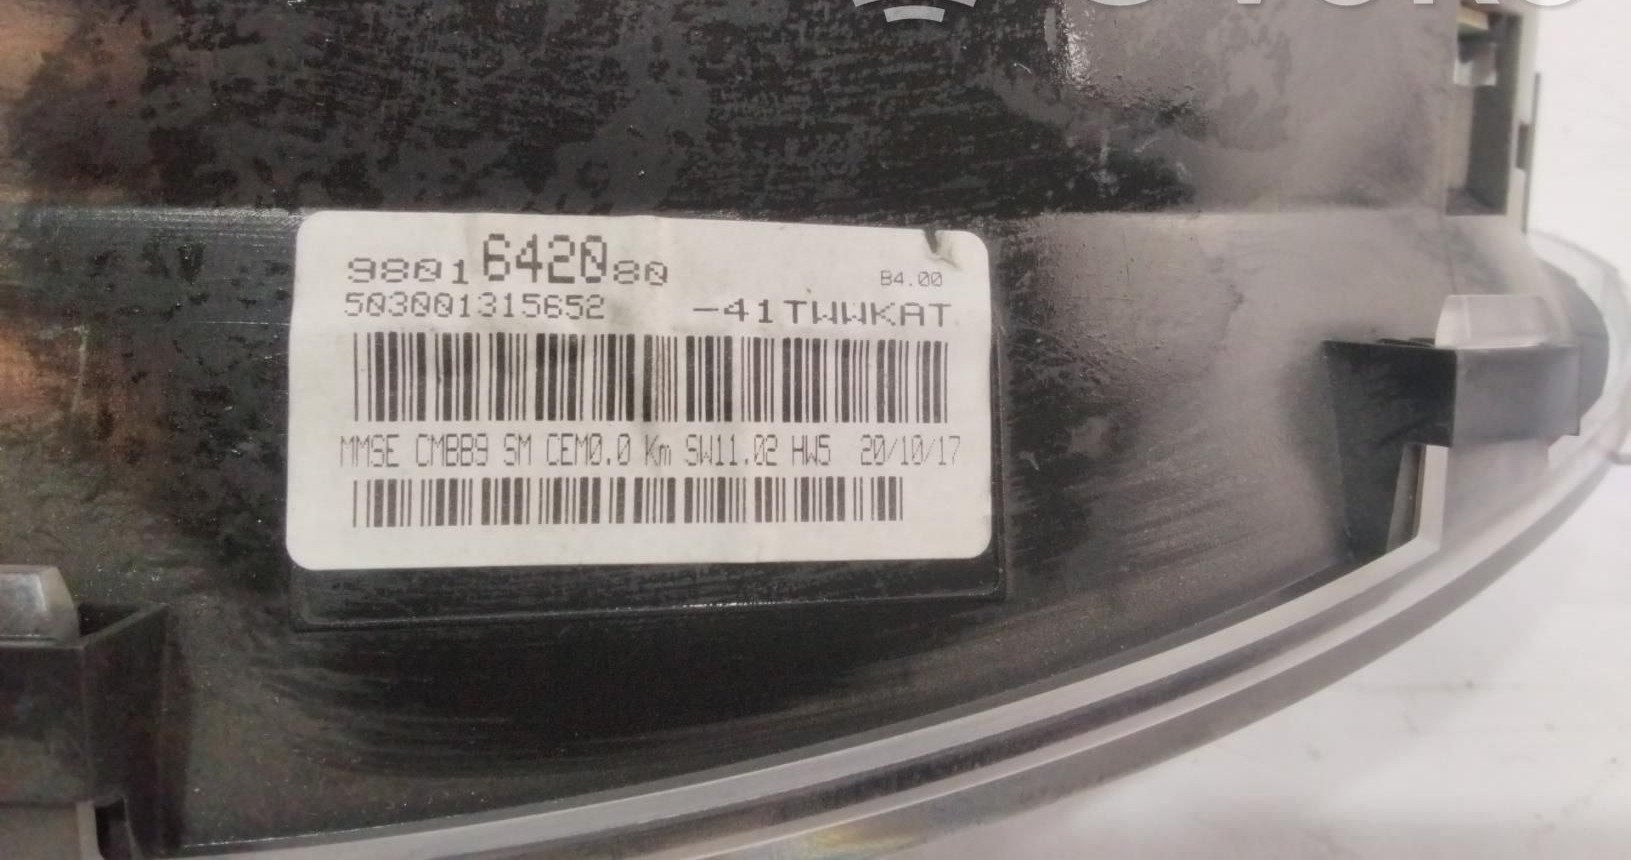 9801642080 B4.00
503001315652 -41TWWKAT
MMSE CMBB9 SM CEM0.0 Km SW11.02 HW5 20/10/17